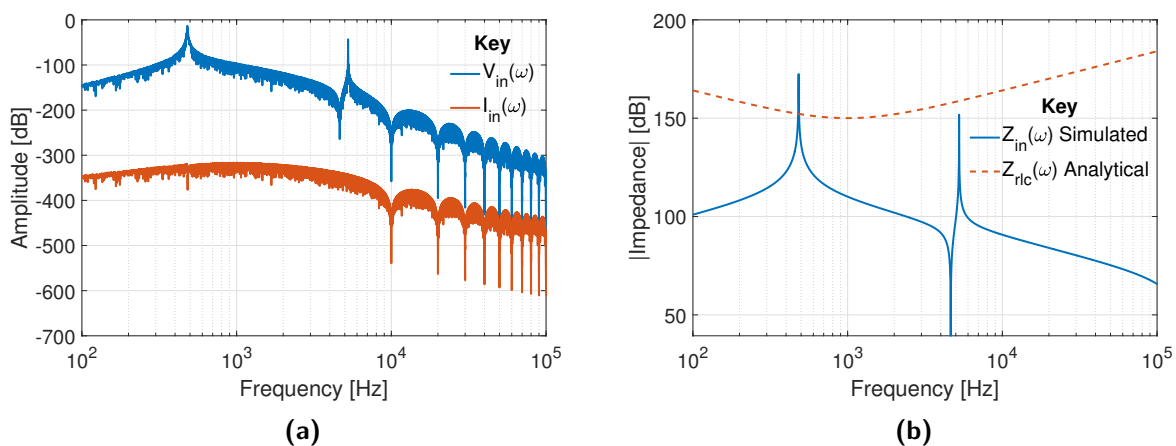 0
-100
-200
-300
-400
-500
-600
-700
Amplitude [dB]
10^2
10^3
10^4
10^5
Frequency [Hz]
Key
V_in(ω)
I_in(ω)
(a)
200
150
100
50
|Impedance| [dB]
10^2
10^3
10^4
10^5
Frequency [Hz]
Key
Z_in(ω) Simulated
Z_rlc(ω) Analytical
(b)